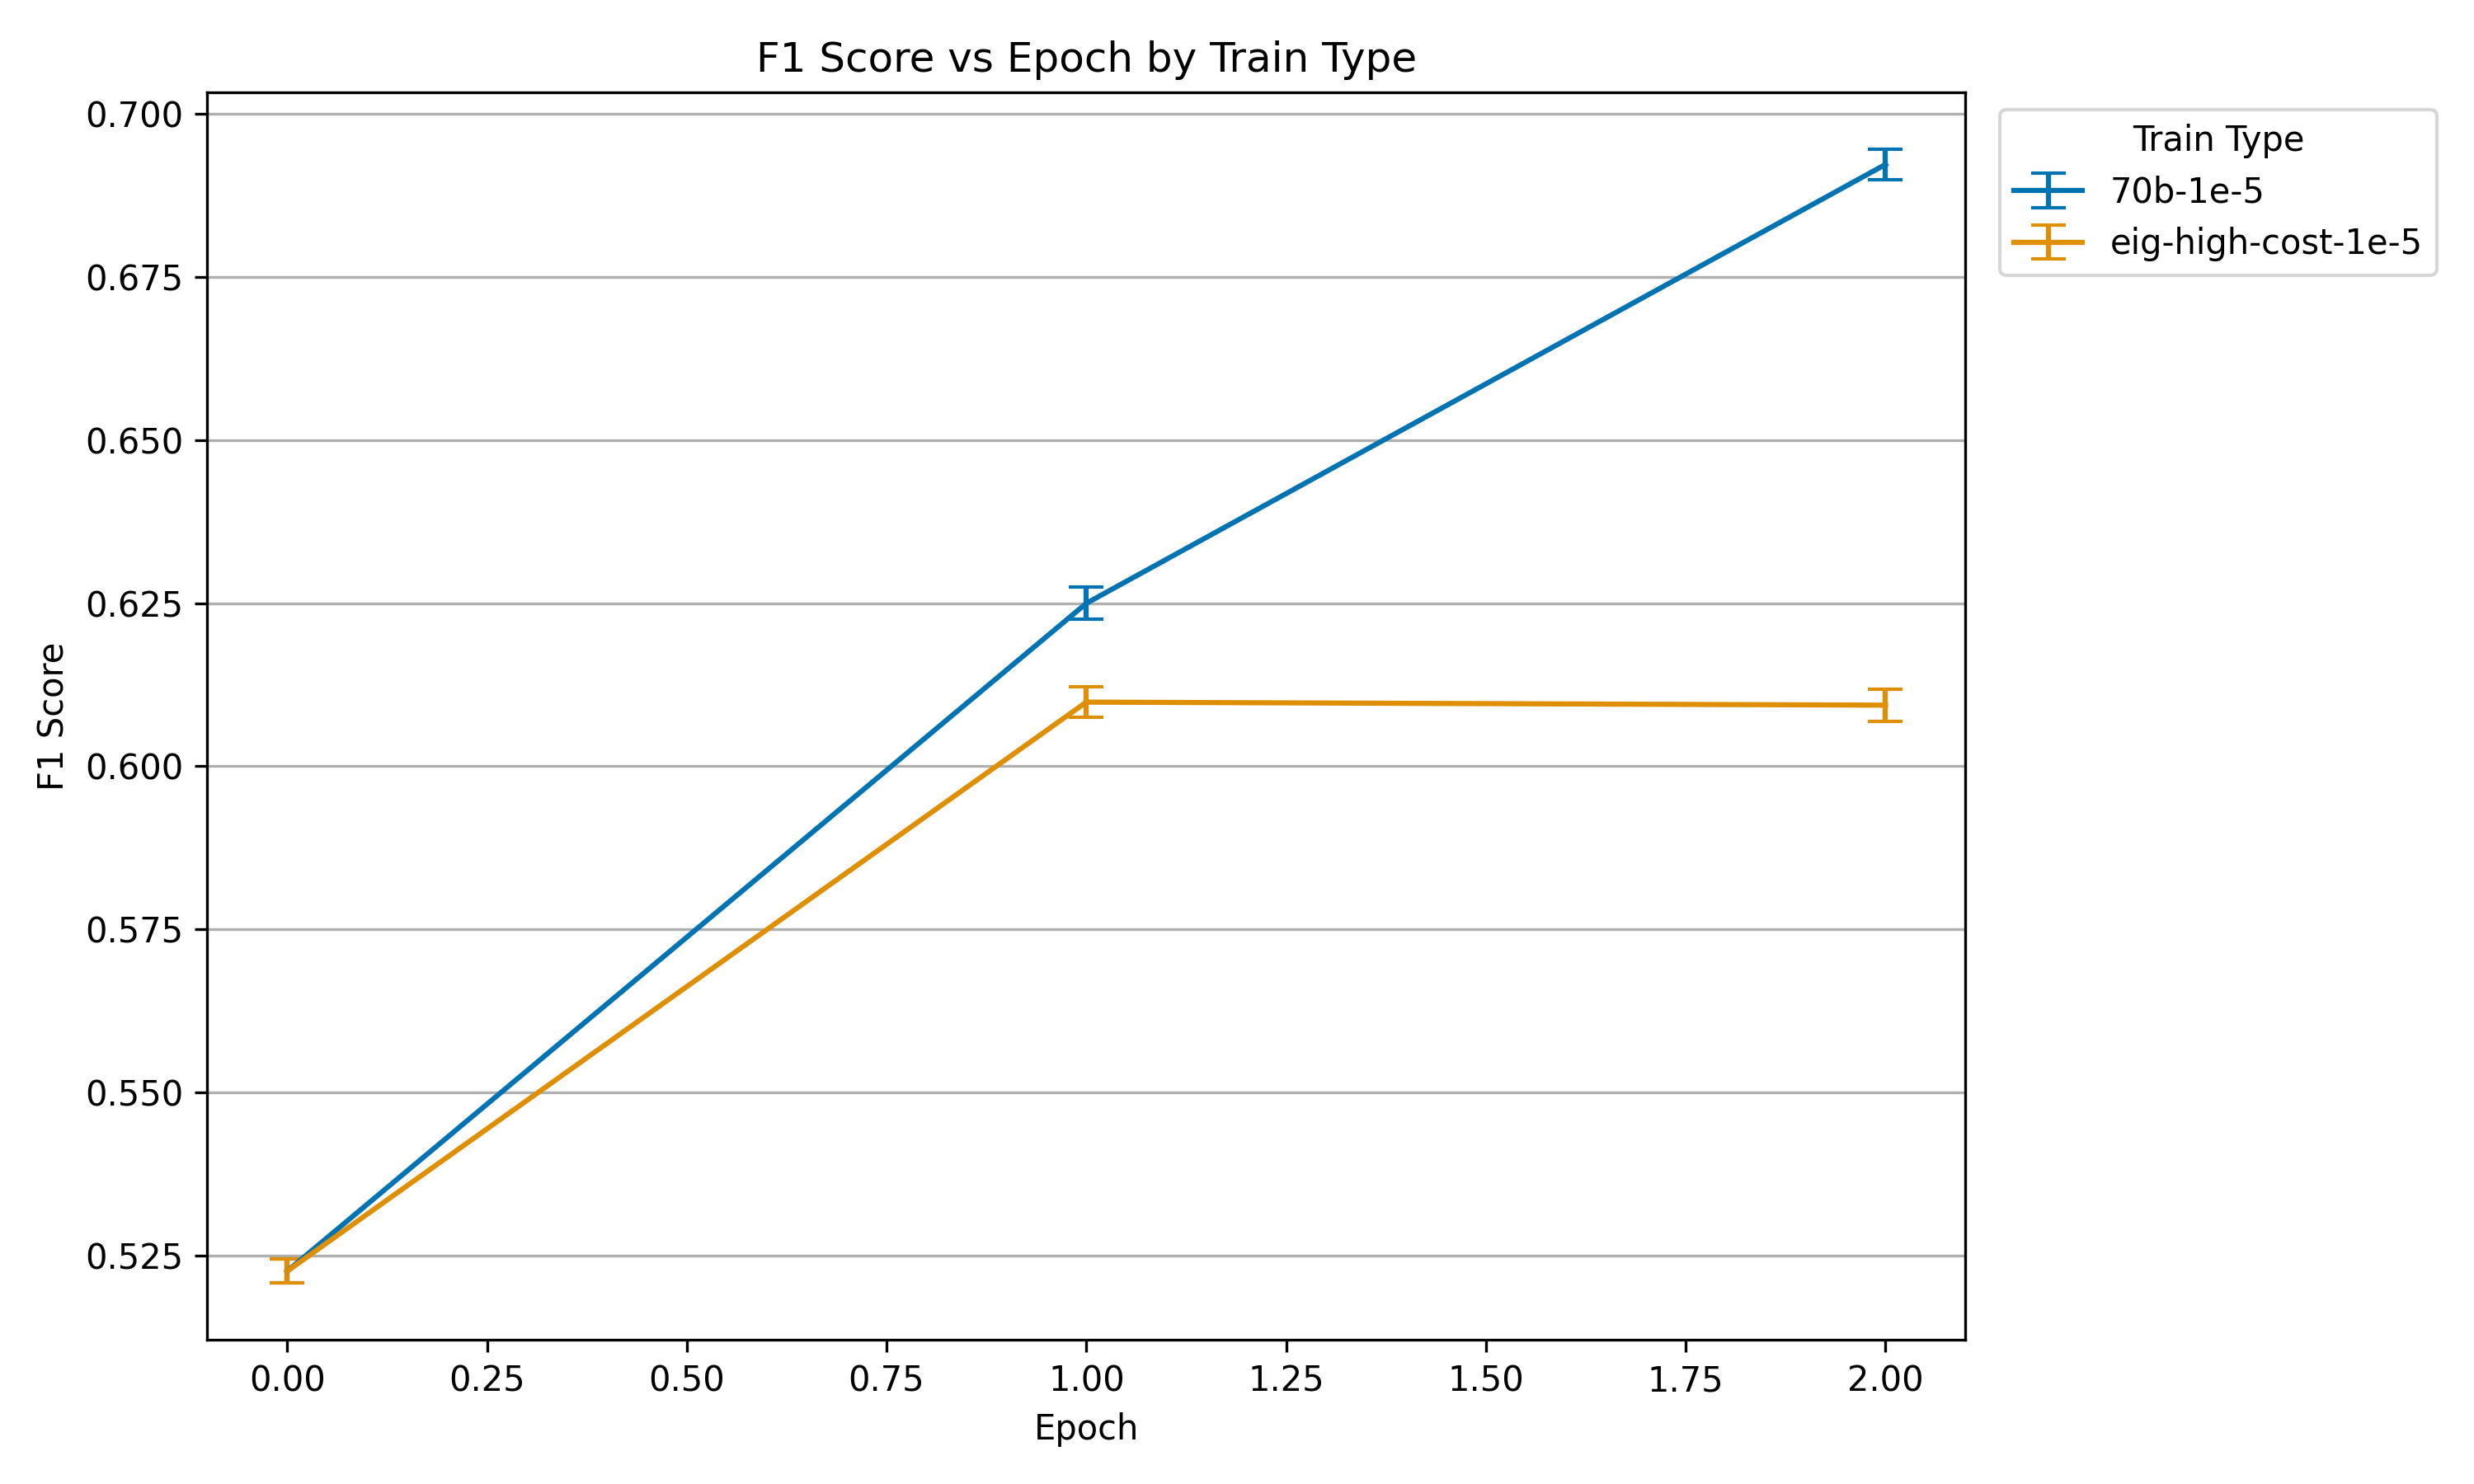 F1 Score vs Epoch by Train Type
0.700
0.675
0.650
0.625
0.600
0.575
0.550
0.525
F1 Score
0.00 0.25 0.50 0.75 1.00 1.25 1.50 1.75 2.00
Epoch
Train Type
70b-1e-5
eig-high-cost-1e-5